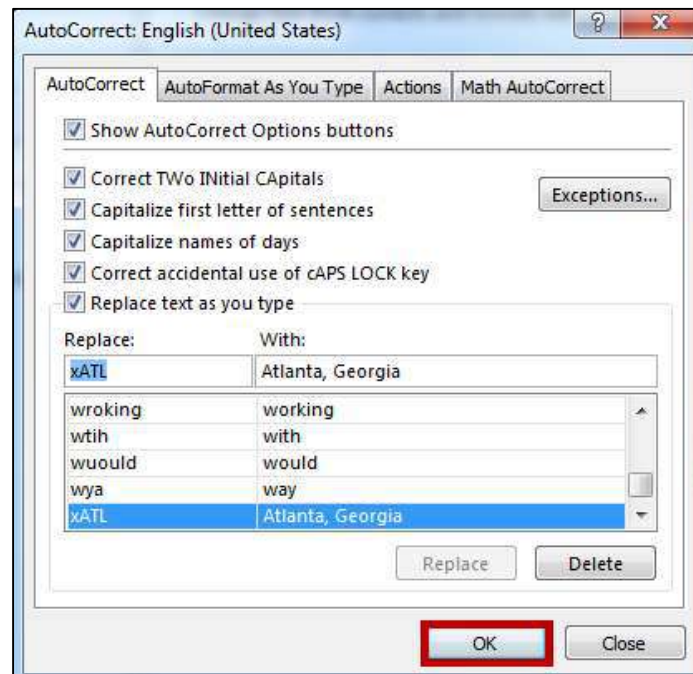 AutoCorrect: English (United States)
AutoCorrect AutoFormat As You Type Actions Math AutoCorrect
Show AutoCorrect Options buttons
Correct TWo INitial CApitals
Exceptions...
Capitalize first letter of sentences
Capitalize names of days
Correct accidental use of cAPS LOCK key
Replace text as you type
Replace: With:
xATL Atlanta, Georgia
wroking working
wtih with
wuould would
wya way
xATL Atlanta, Georgia
Replace Delete
OK Close